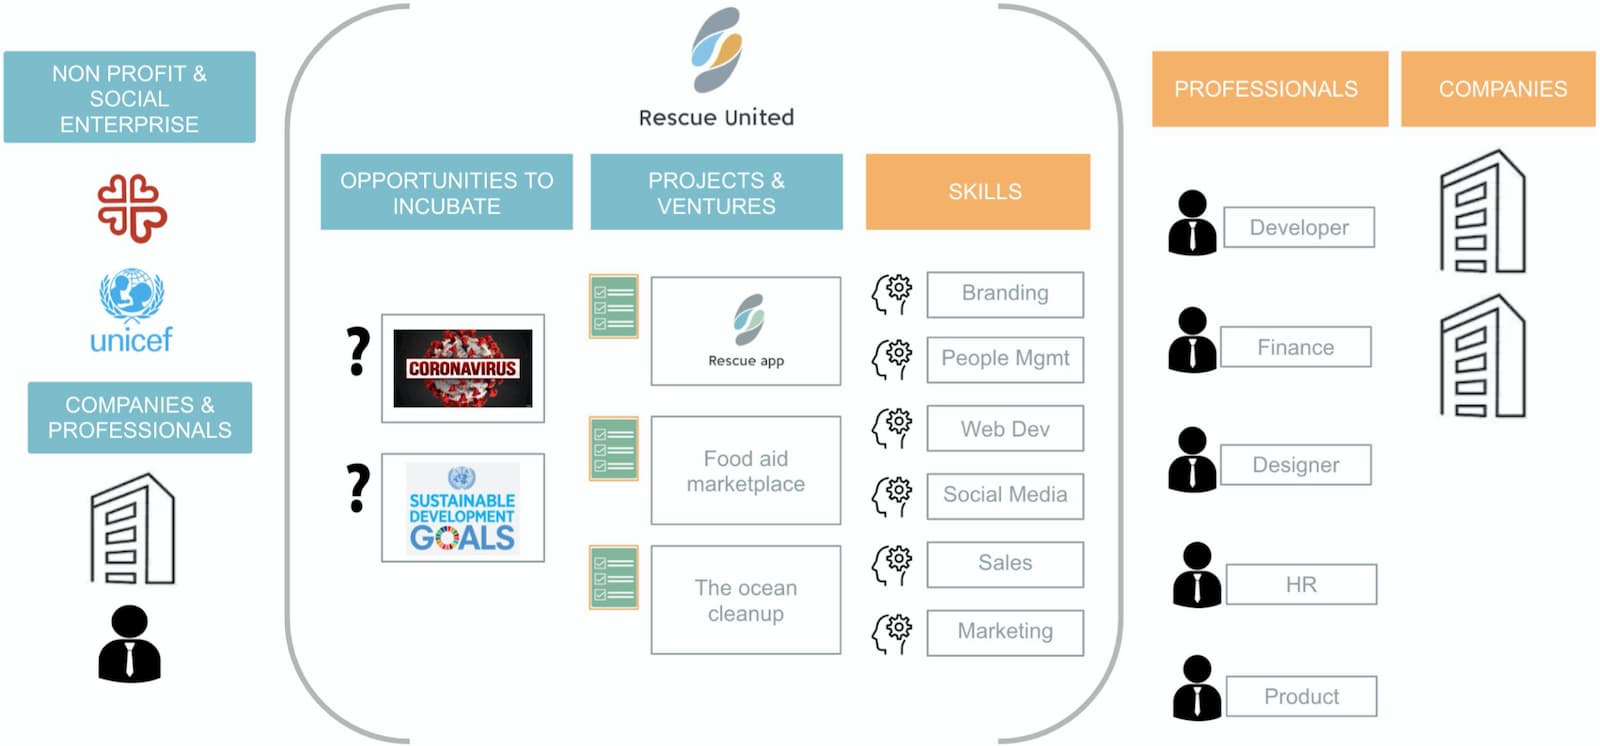 NON PROFIT &
SOCIAL
ENTERPRISE
unicef
COMPANIES &
PROFESSIONALS
Rescue United
OPPORTUNITIES TO
INCUBATE
?
CORONAVIRUS
?
SUSTAINABLE
DEVELOPMENT
GOALS
PROJECTS &
VENTURES
Rescue app
Food aid
marketplace
The ocean
cleanup
SKILLS
Branding
People Mgmt
Web Dev
Social Media
Sales
Marketing
PROFESSIONALS
Developer
Finance
Designer
HR
Product
COMPANIES